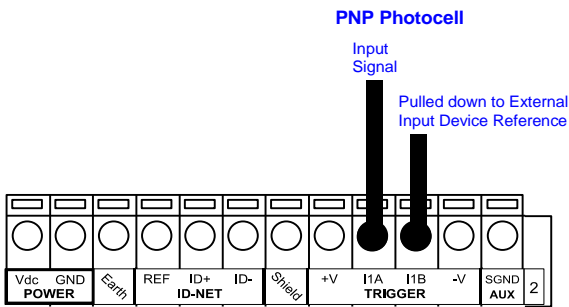 PNP Photocell
Input
Signal
Pulled down to External
Input Device Reference
Vdc GND Earth REF ID+ ID- Shield +V I1A I1B -V SGND 2
POWER ID-NET TRIGGER AUX